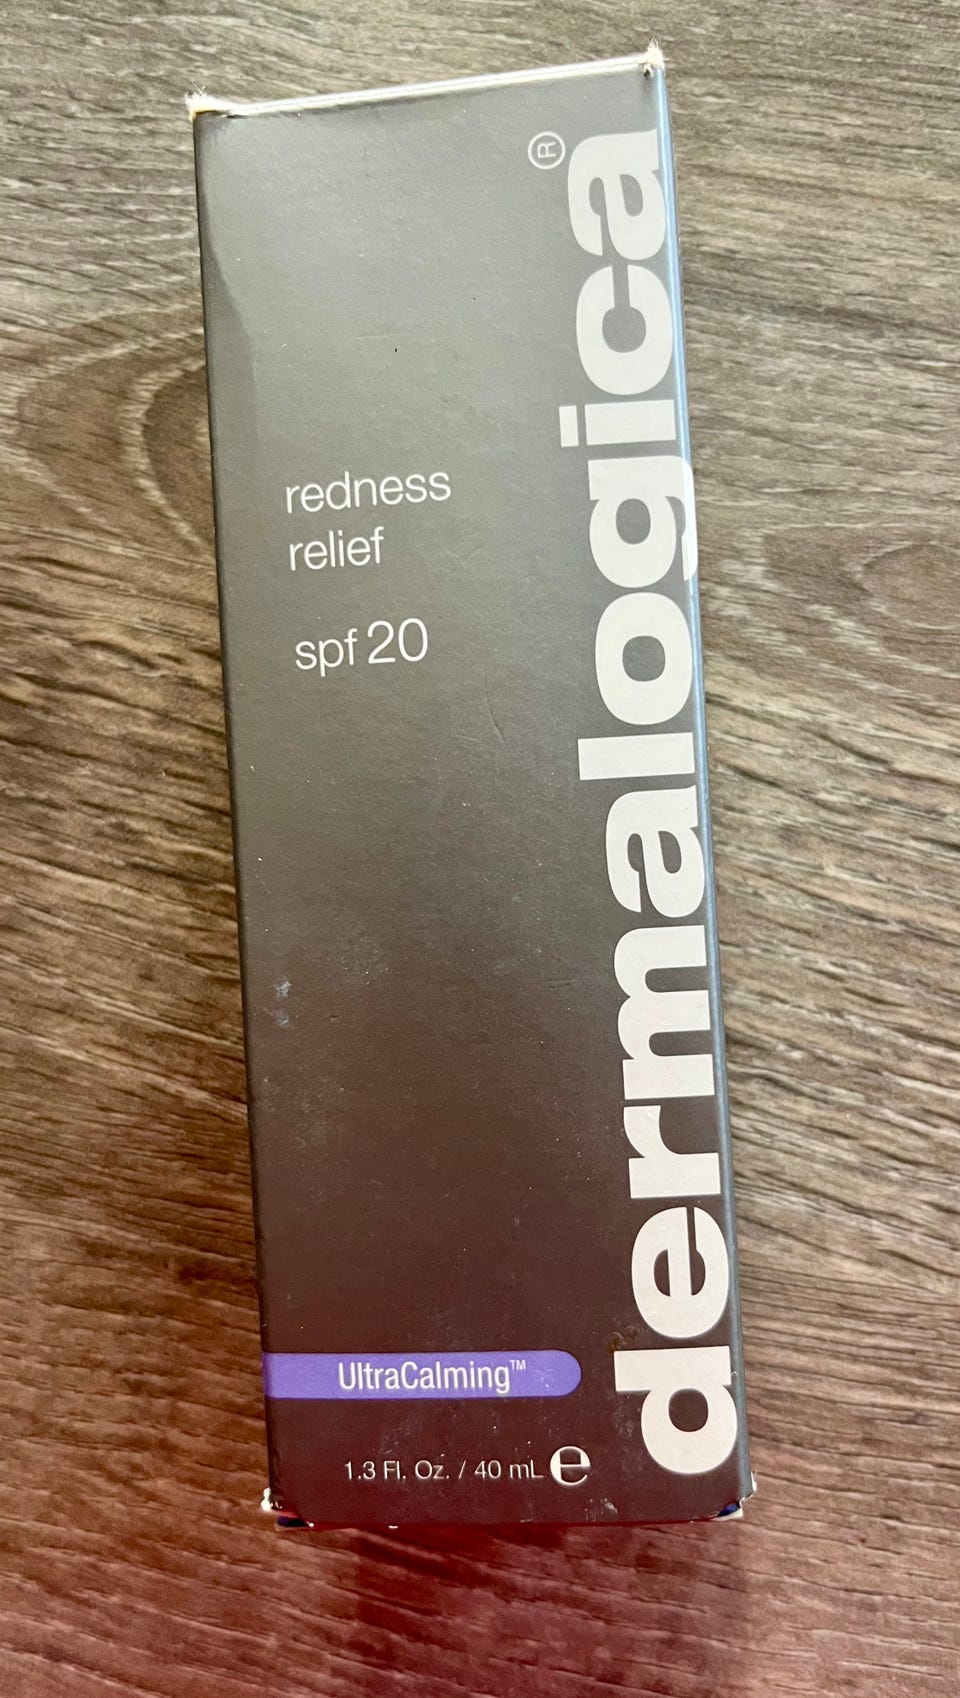 dermalogica®
redness
relief
spf 20
UltraCalming™
1.3 Fl. Oz. / 40 mL ℮